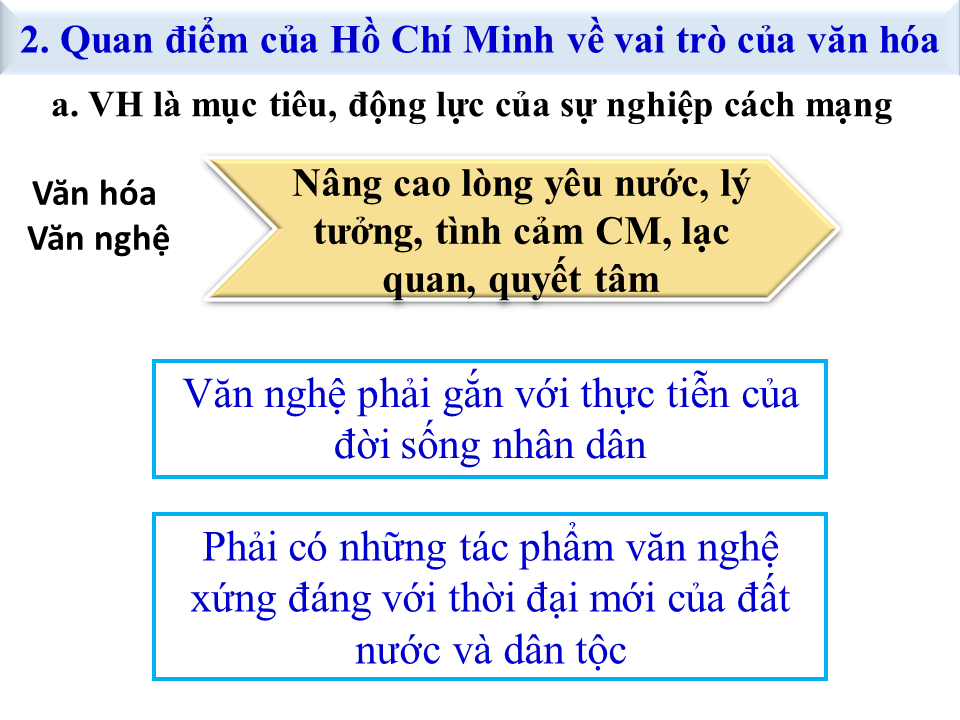 2. Quan điểm của Hồ Chí Minh về vai trò của văn hóa
a. VH là mục tiêu, động lực của sự nghiệp cách mạng
Văn hóa
Văn nghệ
Nâng cao lòng yêu nước, lý
tưởng, tình cảm CM, lạc
quan, quyết tâm
Văn nghệ phải gắn với thực tiễn của
đời sống nhân dân
Phải có những tác phẩm văn nghệ
xứng đáng với thời đại mới của đất
nước và dân tộc